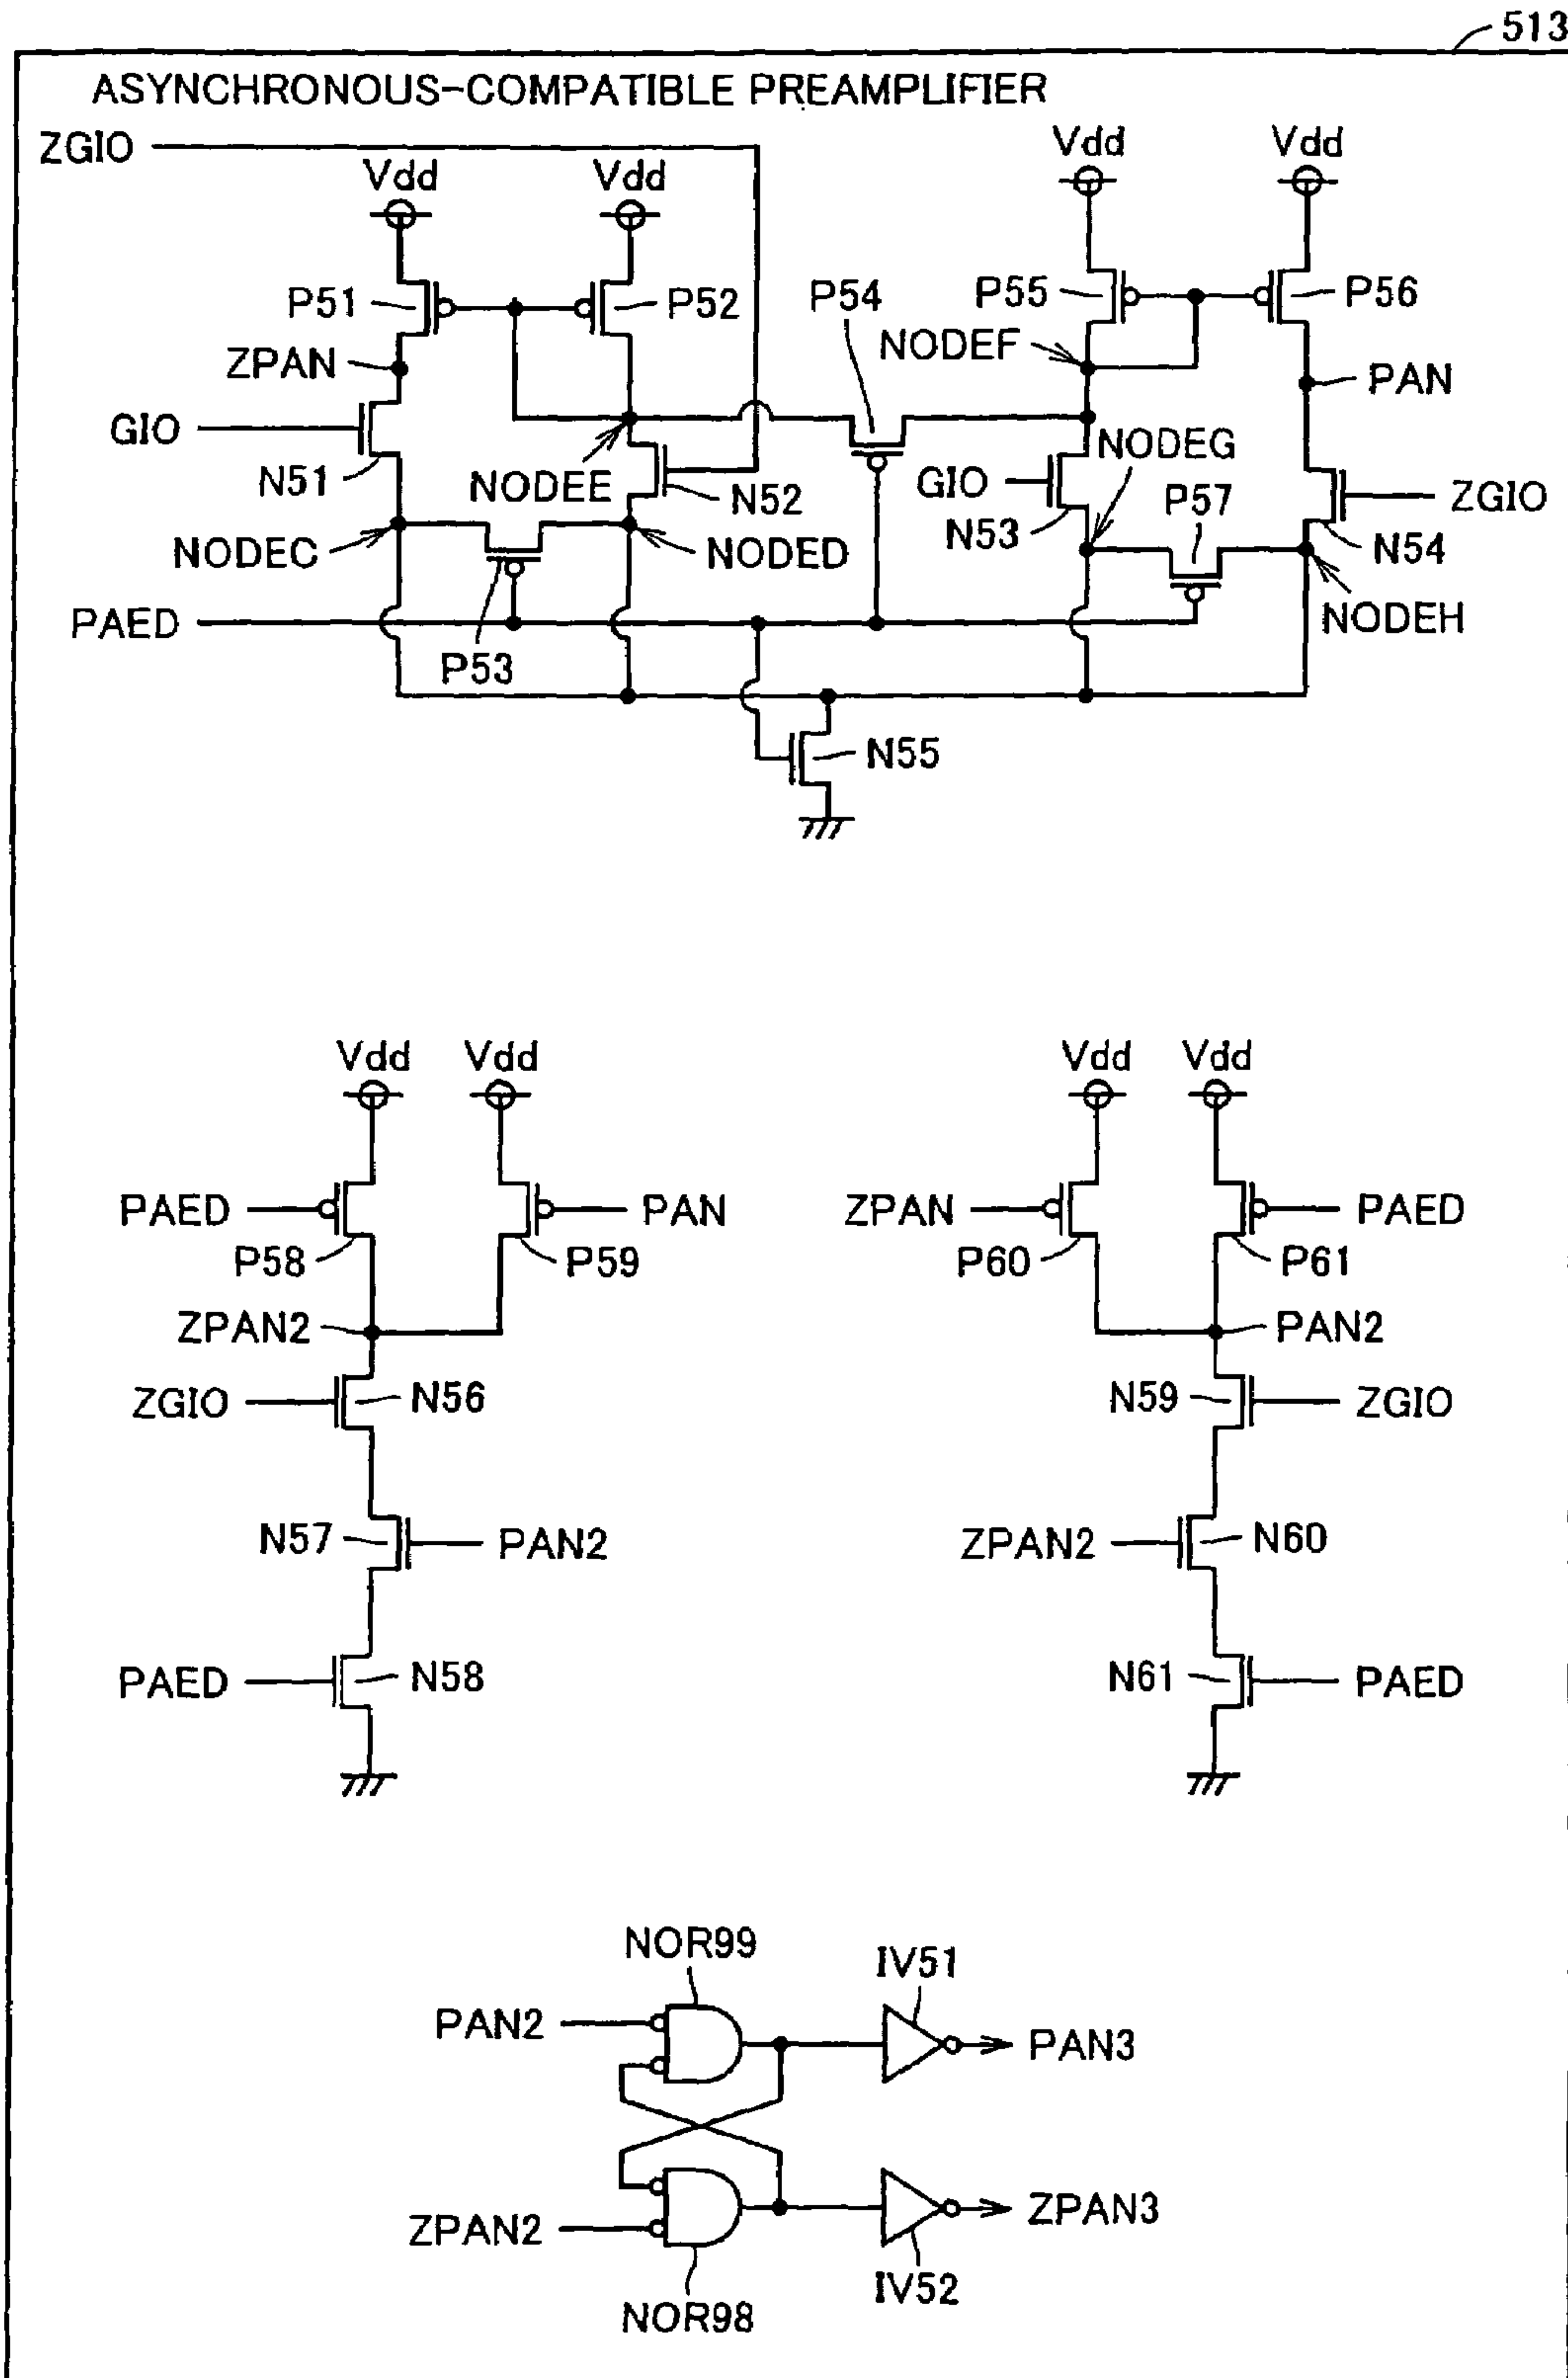 513
ASYNCHRONOUS-COMPATIBLE PREAMPLIFIER
ZGIO
Vdd
Vdd
Vdd
Vdd
P51
P52
P54
P55
P56
NODEF
ZPAN
PAN
GIO
N51
NODEE
N52
GIO
NODEG
N53
P57
ZGIO
N54
NODEC
NODED
NODEH
PAED
P53
N55
Vdd
Vdd
Vdd
Vdd
PAED
PAN
ZPAN
PAED
P58
P59
P60
P61
ZPAN2
PAN2
ZGIO
N56
N59
ZGIO
N57
PAN2
ZPAN2
N60
PAED
N58
N61
PAED
NOR99
IV51
PAN2
PAN3
ZPAN2
ZPAN3
NOR98
IV52